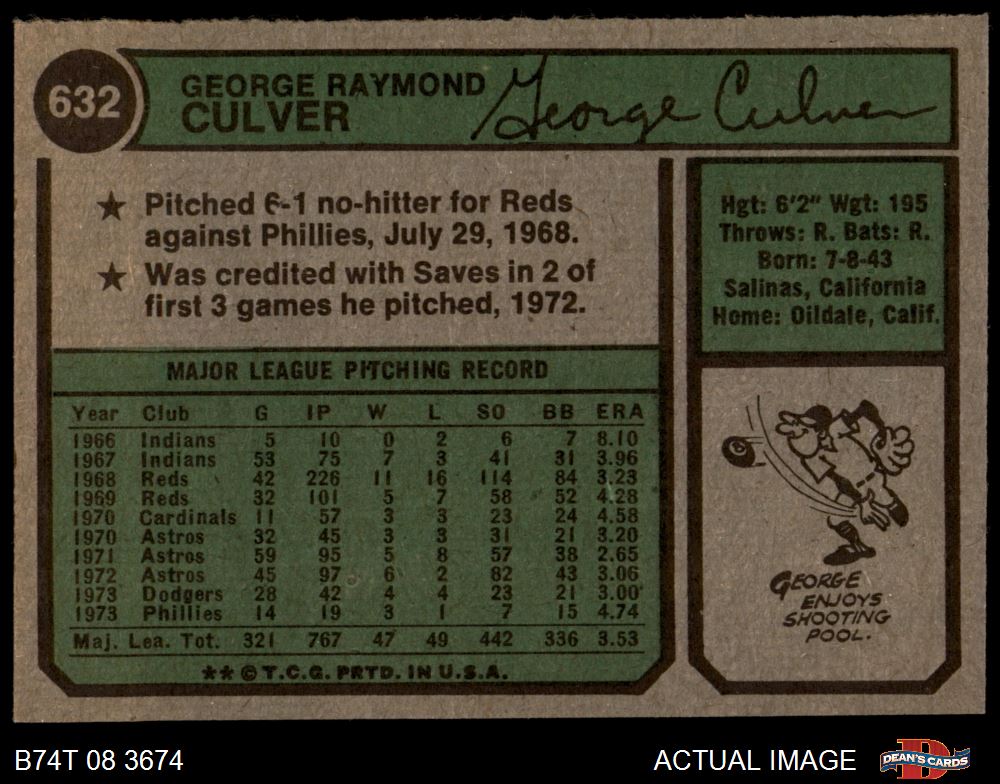 632
GEORGE RAYMOND
CULVER
George Culver
★ Pitched 6-1 no-hitter for Reds
against Phillies, July 29, 1968.
★ Was credited with Saves in 2 of
first 3 games he pitched, 1972.
MAJOR LEAGUE PITCHING RECORD
Year Club G IP W L SO BB ERA
1966 Indians 5 10 0 2 6 7 8.10
1967 Indians 53 75 7 3 41 31 3.96
1968 Reds 42 226 11 16 114 84 3.23
1969 Reds 32 101 5 7 58 52 4.28
1970 Cardinals 11 57 3 3 23 24 4.58
1970 Astros 32 45 3 3 31 21 3.20
1971 Astros 59 95 5 8 57 38 2.65
1972 Astros 45 97 6 2 82 43 3.06
1973 Dodgers 28 42 4 4 23 21 3.00
1973 Phillies 14 19 3 1 7 15 4.74
Maj. Lea. Tot. 321 767 47 49 442 336 3.53
** © T.C.G. PRTD. IN U.S.A.
Hgt: 6'2" Wgt: 195
Throws: R. Bats: R.
Born: 7-8-43
Salinas, California
Home: Oildale, Calif.
GEORGE
ENJOYS
SHOOTING
POOL.
B74T 08 3674
ACTUAL IMAGE
DEAN'S CARDS